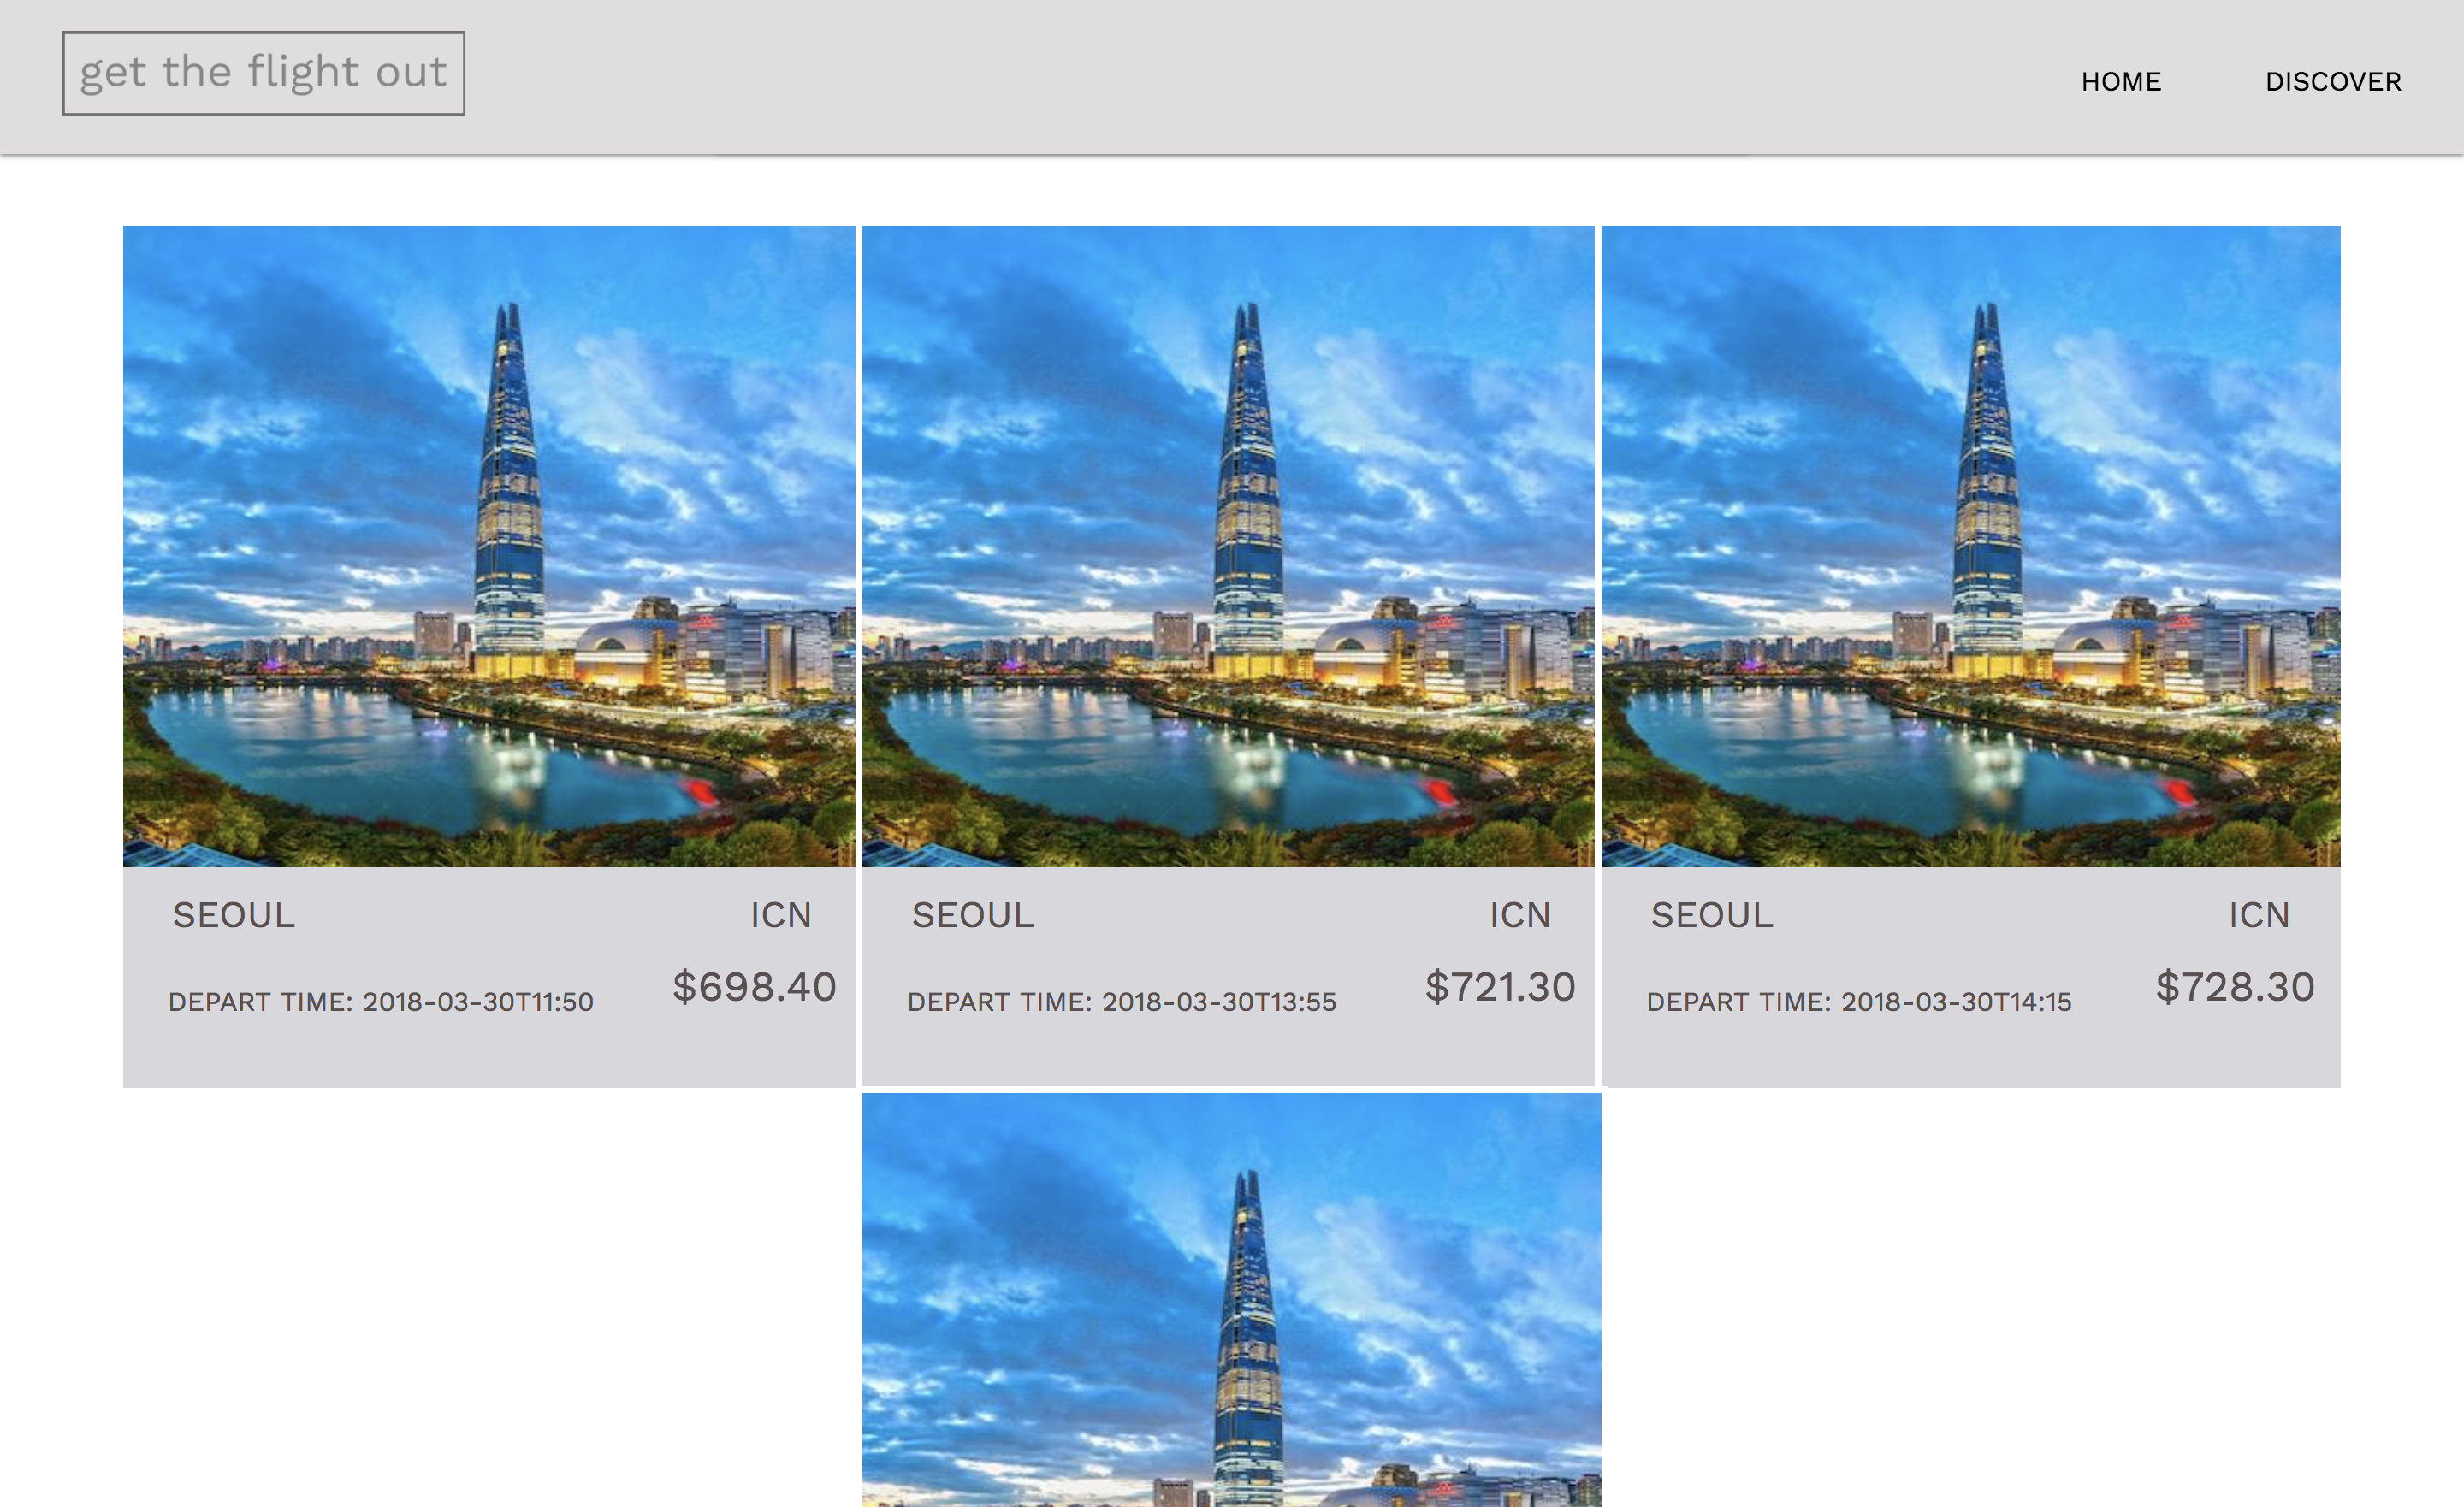 get the flight out
HOME DISCOVER
SEOUL ICN
DEPART TIME: 2018-03-30T11:50 $698.40
SEOUL ICN
DEPART TIME: 2018-03-30T13:55 $721.30
SEOUL ICN
DEPART TIME: 2018-03-30T14:15 $728.30